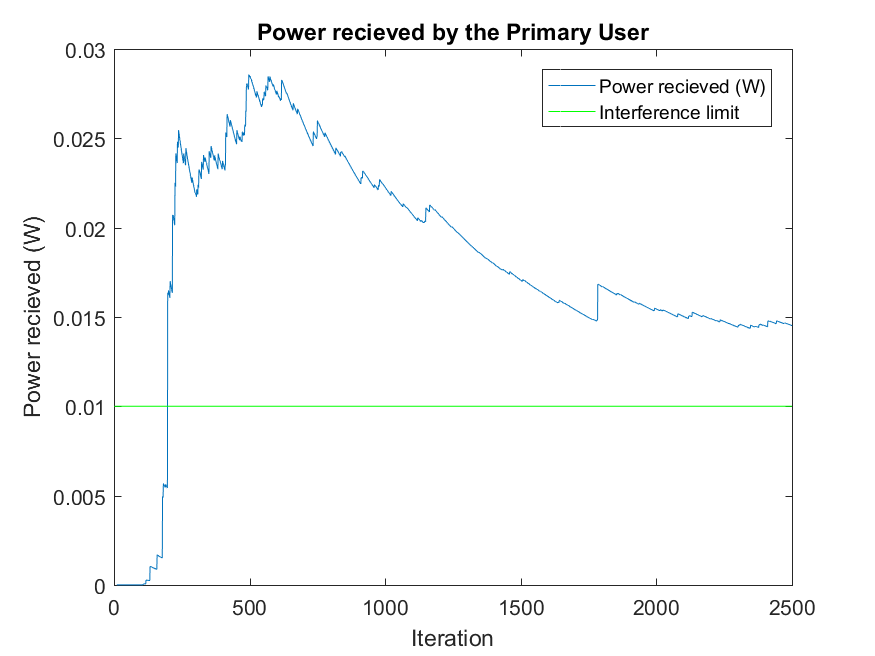 Power recieved by the Primary User
0.03
0.025
0.02
0.015
0.01
0.005
0
Power recieved (W)
Power recieved (W)
Interference limit
0
500
1000
1500
2000
2500
Iteration